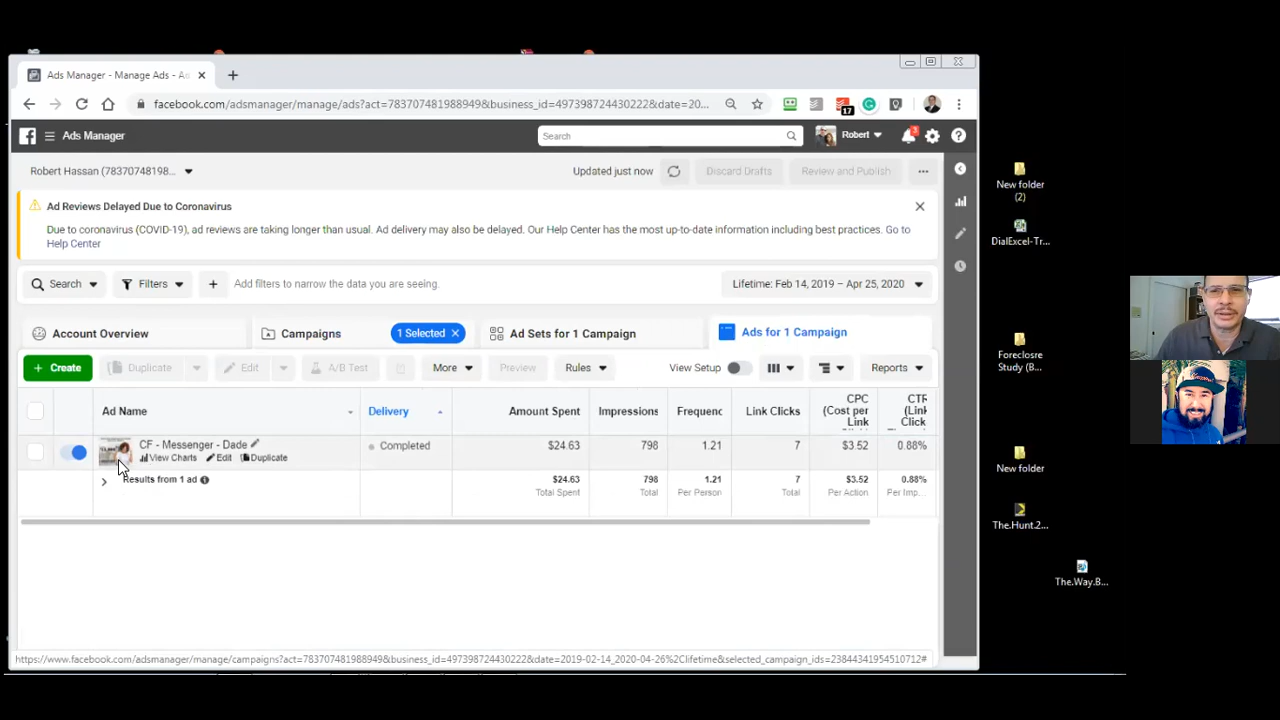 Ads Manager - Manage Ads - Ad
facebook.com/adsmanager/manage/ads?act=783707481988949&business_id=497398724430222&date=20...
17
Ads Manager
Search
Robert
3
Robert Hassan (78370748198...
Updated just now
Discard Drafts
Review and Publish
Ad Reviews Delayed Due to Coronavirus
Due to coronavirus (COVID-19), ad reviews are taking longer than usual. Ad delivery may also be delayed. Our Help Center has the most up-to-date information including best practices. Go to
Help Center
Search
Filters
Add filters to narrow the data you are seeing.
Lifetime: Feb 14, 2019 – Apr 25, 2020
Account Overview
Campaigns
1 Selected
Ad Sets for 1 Campaign
Ads for 1 Campaign
Create
Duplicate
Edit
A/B Test
More
Preview
Rules
View Setup
Reports
Ad Name
Delivery
Amount Spent
Impressions
Frequenc
Link Clicks
CPC
(Cost per
Link
CTR
(Link
Click
CF - Messenger - Dade
View Charts
Edit
Duplicate
Completed
$24.63
798
1.21
7
$3.52
0.88%
Results from 1 ad
$24.63
Total Spent
798
Total
1.21
Per Person
7
Total
$3.52
Per Action
0.88%
Per Imp...
https://www.facebook.com/adsmanager/manage/campaigns?act=783707481988949&business_id=497398724430222&date=2019-02-14_2020-04-26%2Clifetime&selected_campaign_ids=23844341954510712#
New folder
(2)
DialExcel-Tr...
Foreclosre
Study (B...
New folder
The.Hunt.2...
The.Way.B...